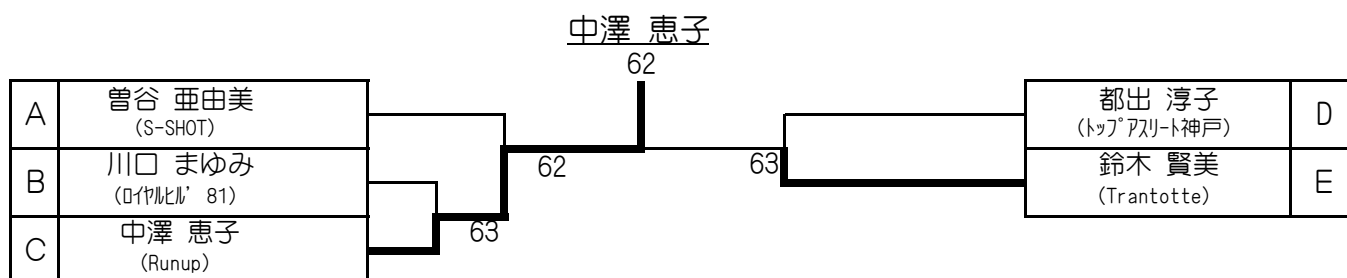 中澤 恵子
62
A
曽谷 亜由美
(S-SHOT)
B
川口 まゆみ
(ﾛｲﾔﾙﾋﾙ’81)
C
中澤 恵子
(Runup)
62
63
63
都出 淳子
(ﾄｯﾌﾟｱｽﾘｰﾄ神戸)
D
鈴木 賢美
(Trantotte)
E